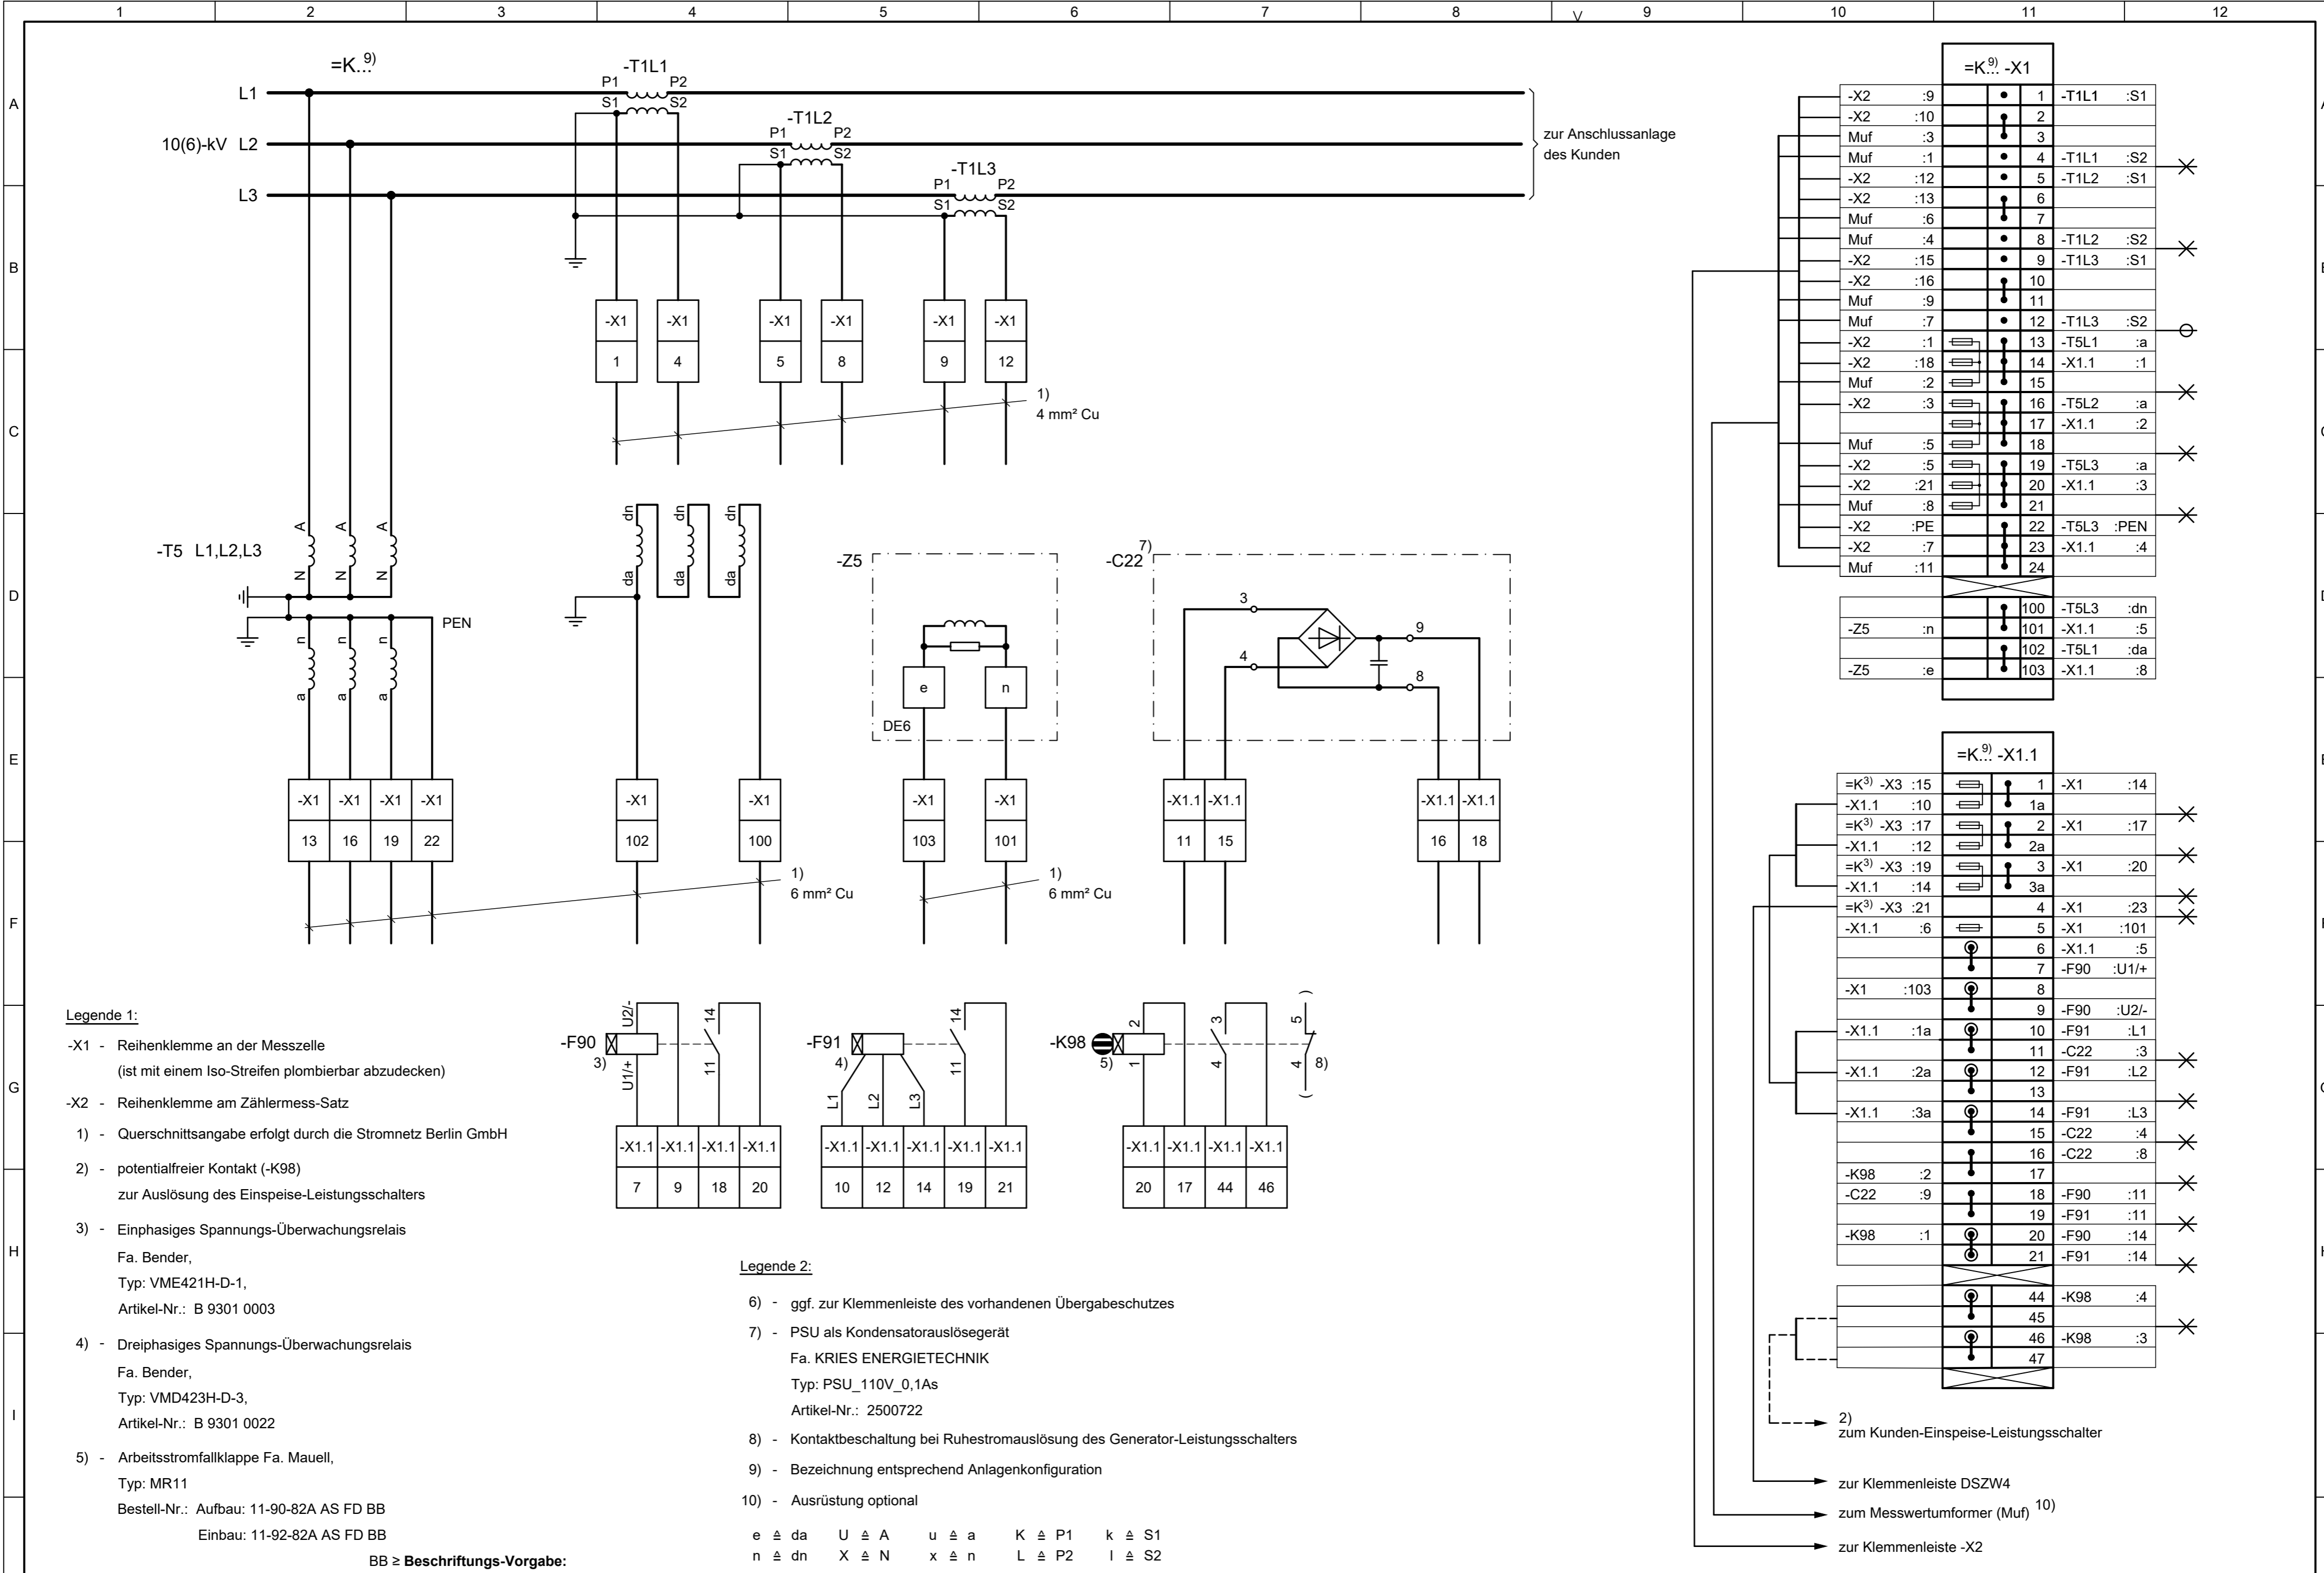 1 2 3 4 5 6 7 8 9 10 11 12
A
B
C
D
E
F
G
H
I
=K...9)
L1
10(6)-kV L2
L3
-T1L1
P1 P2
S1 S2
-T1L2
P1 P2
S1 S2
-T1L3
P1 P2
S1 S2
zur Anschlussanlage
des Kunden
-X1 -X1 -X1 -X1 -X1 -X1
1 4 5 8 9 12
1)
4 mm² Cu
-T5 L1,L2,L3
A A A
N N N
PEN
n n n
a a a
dn dn dn
da da da
-Z5
e n
DE6
-C22 7)
3
4
9
8
-X1 -X1 -X1 -X1
13 16 19 22
-X1 -X1
102 100
1)
6 mm² Cu
-X1 -X1
103 101
1)
6 mm² Cu
-X1.1 -X1.1
11 15
-X1.1 -X1.1
16 18
-F90
3)
U2/-
U1/+
14
11
-X1.1 -X1.1 -X1.1 -X1.1
7 9 18 20
-F91
4)
L1 L2 L3
14
11
-X1.1 -X1.1 -X1.1 -X1.1 -X1.1
10 12 14 19 21
-K98
5)
2
1
3
4
5
4
8)
-X1.1 -X1.1 -X1.1 -X1.1
20 17 44 46
Legende 1:
-X1 - Reihenklemme an der Messzelle
(ist mit einem Iso-Streifen plombierbar abzudecken)
-X2 - Reihenklemme am Zählermess-Satz
1) - Querschnittsangabe erfolgt durch die Stromnetz Berlin GmbH
2) - potentialfreier Kontakt (-K98)
zur Auslösung des Einspeise-Leistungsschalters
3) - Einphasiges Spannungs-Überwachungsrelais
Fa. Bender,
Typ: VME421H-D-1,
Artikel-Nr.: B 9301 0003
4) - Dreiphasiges Spannungs-Überwachungsrelais
Fa. Bender,
Typ: VMD423H-D-3,
Artikel-Nr.: B 9301 0022
5) - Arbeitsstromfallklappe Fa. Mauell,
Typ: MR11
Bestell-Nr.: Aufbau: 11-90-82A AS FD BB
Einbau: 11-92-82A AS FD BB
BB ≥ Beschriftungs-Vorgabe:
Legende 2:
6) - ggf. zur Klemmenleiste des vorhandenen Übergabeschutzes
7) - PSU als Kondensatorauslösegerät
Fa. KRIES ENERGIETECHNIK
Typ: PSU_110V_0,1As
Artikel-Nr.: 2500722
8) - Kontaktbeschaltung bei Ruhestromauslösung des Generator-Leistungsschalters
9) - Bezeichnung entsprechend Anlagenkonfiguration
10) - Ausrüstung optional
e ≙ da U ≙ A u ≙ a K ≙ P1 k ≙ S1
n ≙ dn X ≙ N x ≙ n L ≙ P2 l ≙ S2
=K...9) -X1
-X2 :9 1 -T1L1 :S1
-X2 :10 2
Muf :3 3
Muf :1 4 -T1L1 :S2
-X2 :12 5 -T1L2 :S1
-X2 :13 6
Muf :6 7
Muf :4 8 -T1L2 :S2
-X2 :15 9 -T1L3 :S1
-X2 :16 10
Muf :9 11
Muf :7 12 -T1L3 :S2
-X2 :1 13 -T5L1 :a
-X2 :18 14 -X1.1 :1
Muf :2 15
-X2 :3 16 -T5L2 :a
17 -X1.1 :2
Muf :5 18
-X2 :5 19 -T5L3 :a
-X2 :21 20 -X1.1 :3
Muf :8 21
-X2 :PE 22 -T5L3 :PEN
-X2 :7 23 -X1.1 :4
Muf :11 24
100 -T5L3 :dn
-Z5 :n 101 -X1.1 :5
102 -T5L1 :da
-Z5 :e 103 -X1.1 :8
=K...9) -X1.1
=K3) -X3 :15 1 -X1 :14
-X1.1 :10 1a
=K3) -X3 :17 2 -X1 :17
-X1.1 :12 2a
=K3) -X3 :19 3 -X1 :20
-X1.1 :14 3a
=K3) -X3 :21 4 -X1 :23
-X1.1 :6 5 -X1 :101
6 -X1.1 :5
7 -F90 :U1/+
-X1 :103 8
9 -F90 :U2/-
-X1.1 :1a 10 -F91 :L1
11 -C22 :3
-X1.1 :2a 12 -F91 :L2
13
-X1.1 :3a 14 -F91 :L3
15 -C22 :4
16 -C22 :8
-K98 :2 17
-C22 :9 18 -F90 :11
19 -F91 :11
-K98 :1 20 -F90 :14
21 -F91 :14
44 -K98 :4
45
46 -K98 :3
47
2)
zum Kunden-Einspeise-Leistungsschalter
zur Klemmenleiste DSZW4
zum Messwertumformer (Muf) 10)
zur Klemmenleiste -X2